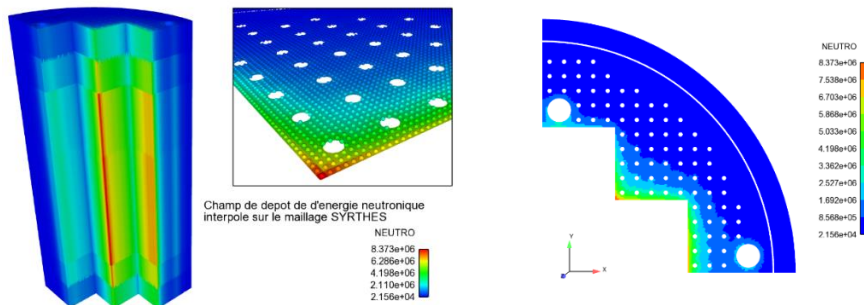 Champ de depot de d'energie neutronique
interpole sur le maillage SYRTHES
NEUTRO
8.373e+06
6.286e+06
4.198e+06
2.110e+06
2.156e+04
NEUTRO
8.373e+06
7.538e+06
6.703e+06
5.868e+06
5.033e+06
4.198e+06
3.362e+06
2.527e+06
1.692e+06
8.568e+05
2.156e+04
Y
X